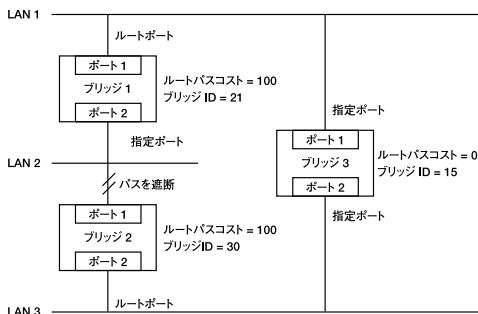 LAN 1
ルートポート
ポート 1
ブリッジ 1
ポート 2
ルートパスコスト = 100
ブリッジ ID = 21
指定ポート
LAN 2
パスを遮断
ポート 1
ブリッジ 2
ポート 2
ルートパスコスト = 100
ブリッジID = 30
ルートポート
LAN 3
指定ポート
ポート 1
ブリッジ 3
ポート 2
ルートパスコスト = 0
ブリッジ ID = 15
指定ポート